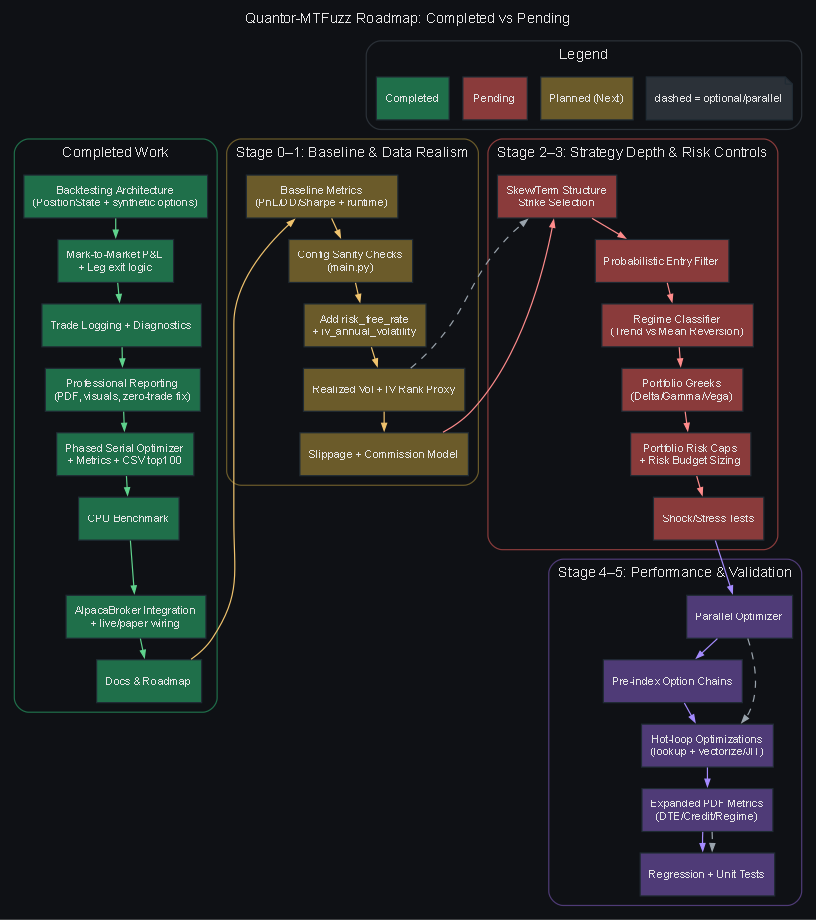 Quantor-MTFuzz Roadmap: Completed vs Pending
Legend
Completed
Pending
Planned (Next)
dashed = optional/parallel
Completed Work
Backtesting Architecture
(PositionState + synthetic options)
Mark-to-Market P&L
+ Leg exit logic
Trade Logging + Diagnostics
Professional Reporting
(PDF, visuals, zero-trade fix)
Phased Serial Optimizer
+ Metrics + CSV top100
CPU Benchmark
AlpacaBroker Integration
+ live/paper wiring
Docs & Roadmap
Stage 0–1: Baseline & Data Realism
Baseline Metrics
(PnL/DD/Sharpe + runtime)
Config Sanity Checks
(main.py)
Add risk_free_rate
+ iv_annual_volatility
Realized Vol + IV Rank Proxy
Slippage + Commission Model
Stage 2–3: Strategy Depth & Risk Controls
Skew/Term Structure
Strike Selection
Probabilistic Entry Filter
Regime Classifier
(Trend vs Mean Reversion)
Portfolio Greeks
(Delta/Gamma/Vega)
Portfolio Risk Caps
+ Risk Budget Sizing
Shock/Stress Tests
Stage 4–5: Performance & Validation
Parallel Optimizer
Pre-index Option Chains
Hot-loop Optimizations
(lookup + vectorize/JIT)
Expanded PDF Metrics
(DTE/Credit/Regime)
Regression + Unit Tests